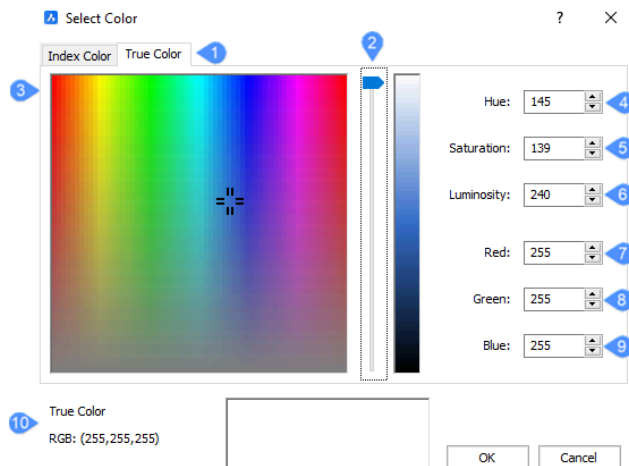 Select Color
? ×
Index Color True Color 1 2
3
Hue: 145 4
Saturation: 139 5
Luminosity: 240 6
Red: 255 7
Green: 255 8
Blue: 255 9
10 True Color
RGB: (255,255,255)
OK Cancel